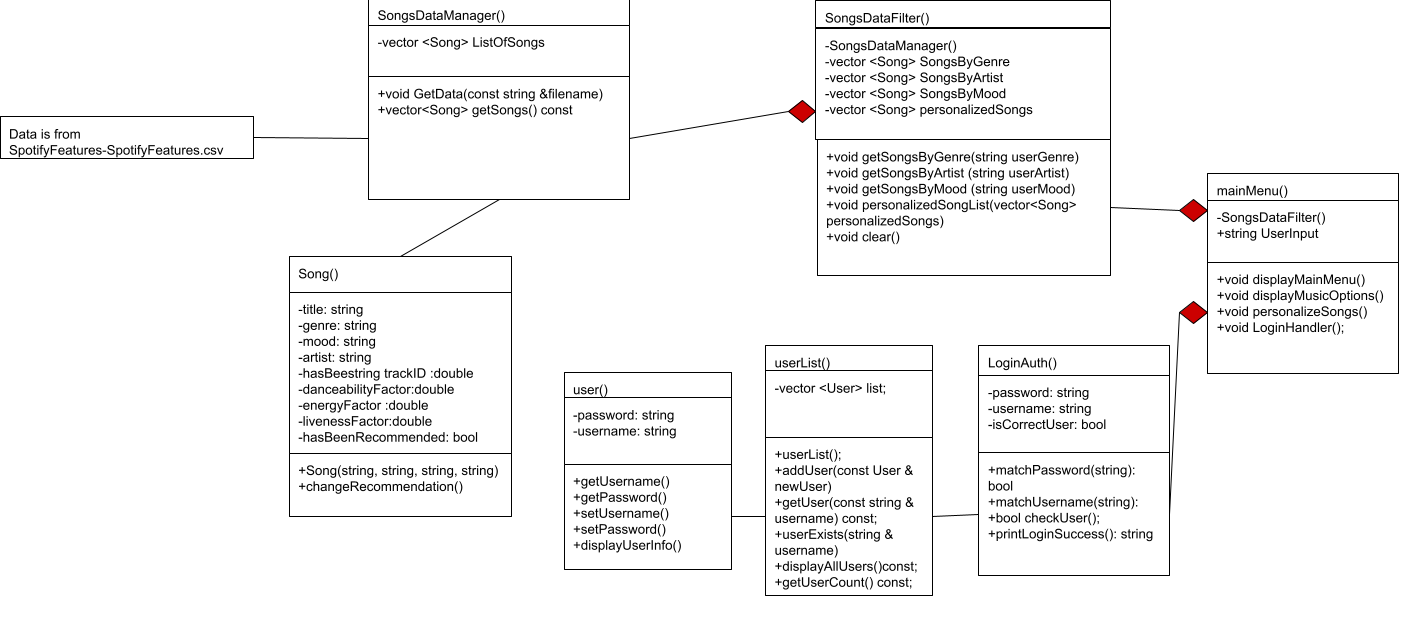 SongsDataManager()
-vector <Song> ListOfSongs
+void GetData(const string &filename)
+vector<Song> getSongs() const
SongsDataFilter()
-SongsDataManager()
-vector <Song> SongsByGenre
-vector <Song> SongsByArtist
-vector <Song> SongsByMood
-vector <Song> personalizedSongs
+void getSongsByGenre(string userGenre)
+void getSongsByArtist (string userArtist)
+void getSongsByMood (string userMood)
+void personalizedSongList(vector<Song>
personalizedSongs)
+void clear()
Data is from
SpotifyFeatures-SpotifyFeatures.csv
mainMenu()
-SongsDataFilter()
+string UserInput
+void displayMainMenu()
+void displayMusicOptions()
+void personalizeSongs()
+void LoginHandler();
Song()
-title: string
-genre: string
-mood: string
-artist: string
-hasBeestring trackID :double
-danceabilityFactor:double
-energyFactor :double
-livenessFactor:double
-hasBeenRecommended: bool
+Song(string, string, string, string)
+changeRecommendation()
user()
-password: string
-username: string
+getUsername()
+getPassword()
+setUsername()
+setPassword()
+displayUserInfo()
userList()
-vector <User> list;
+userList();
+addUser(const User &
newUser)
+getUser(const string &
username) const;
+userExists(string &
username)
+displayAllUsers()const;
+getUserCount() const;
LoginAuth()
-password: string
-username: string
-isCorrectUser: bool
+matchPassword(string):
bool
+matchUsername(string):
+bool checkUser();
+printLoginSuccess(): string